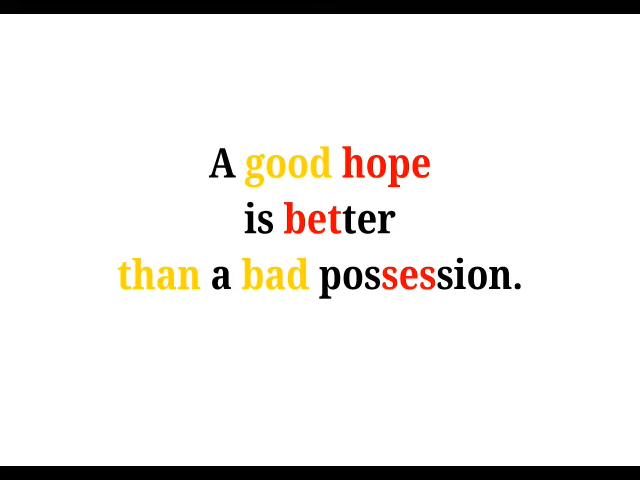 A good hope
is better
than a bad possession.